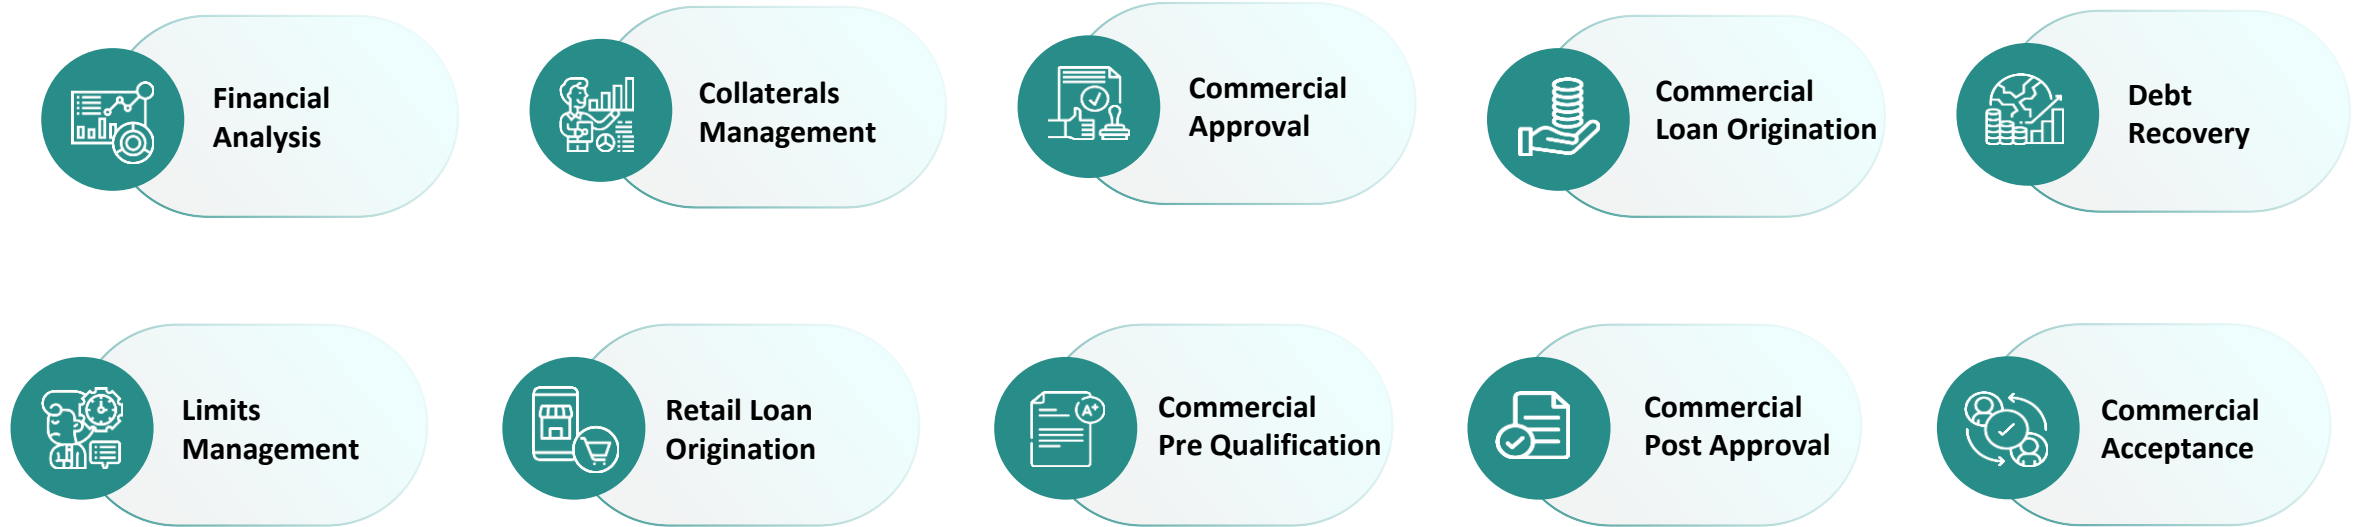 Financial
Analysis
Collaterals
Management
Commercial
Approval
Commercial
Loan Origination
Debt
Recovery
Limits
Management
Retail Loan
Origination
A+
Commercial
Pre Qualification
Commercial
Post Approval
Commercial
Acceptance